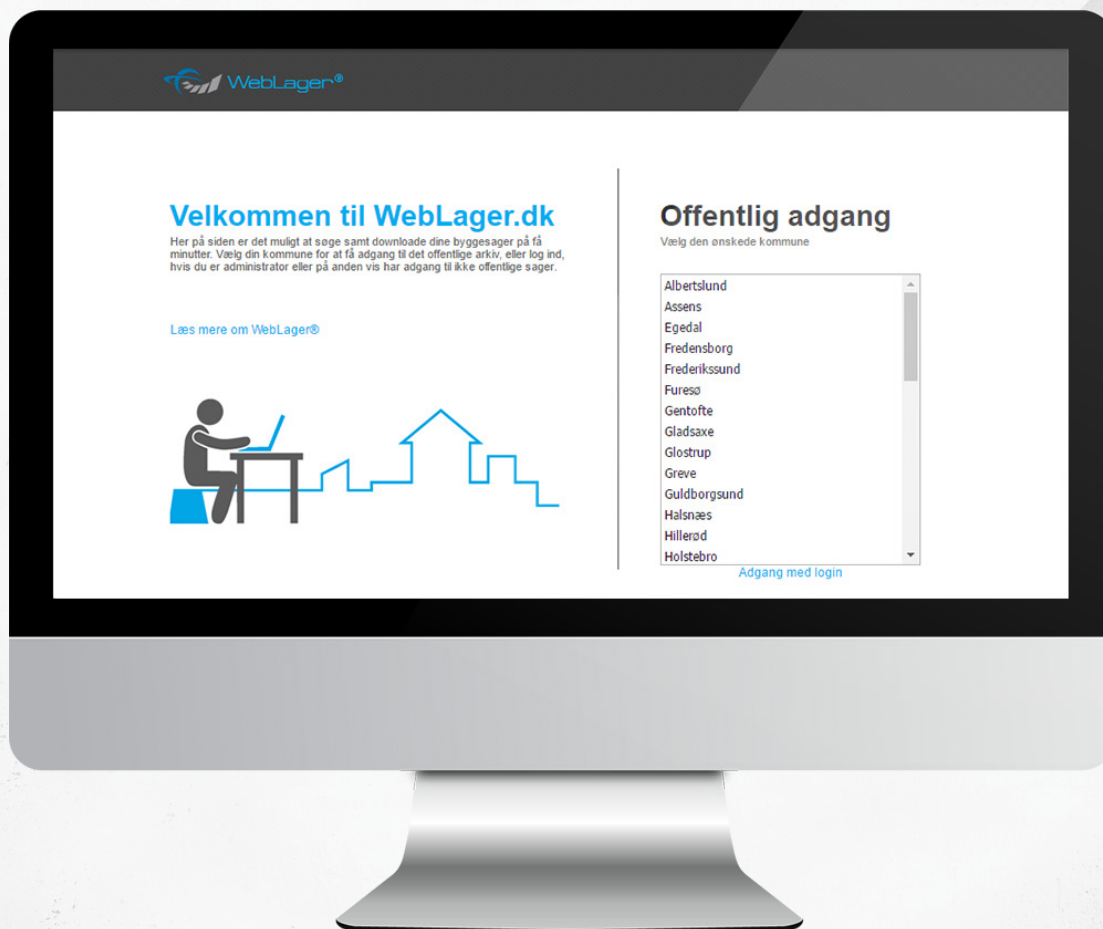 WebLager®
Velkommen til WebLager.dk
Her på siden er det muligt at søge samt downloade dine byggesager på få
minutter. Vælg din kommune for at få adgang til det offentlige arkiv, eller log ind,
hvis du er administrator eller på anden vis har adgang til ikke offentlige sager.
Læs mere om WebLager®
Offentlig adgang
Vælg den ønskede kommune
Albertslund
Assens
Egedal
Fredensborg
Frederikssund
Furesø
Gentofte
Gladsaxe
Glostrup
Greve
Guldborgsund
Halsnæs
Hillerød
Holstebro
Adgang med login